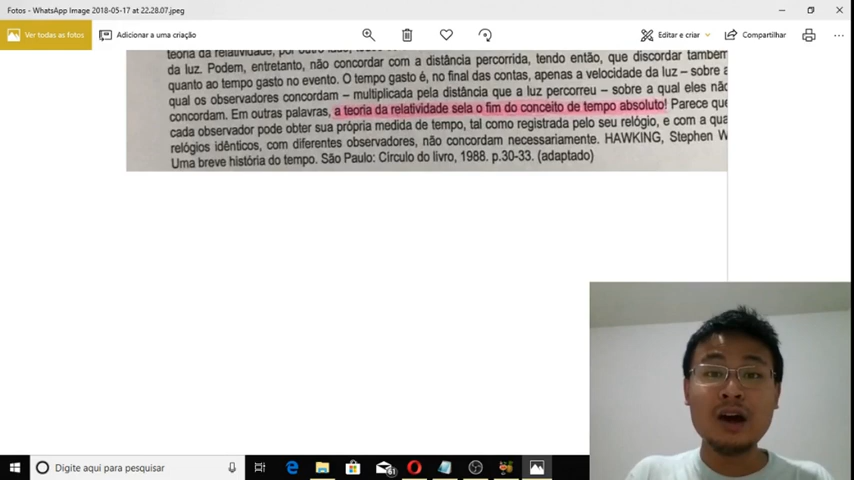 Fotos - WhatsApp Image 2018-05-17 at 22.28.07.jpeg
Ver todas as fotos
Adicionar a uma criação
Editar e criar
Compartilhar
teoria da relatividade, por outro lado,
da luz. Podem, entretanto, não concordar com a distância percorrida, tendo então, que discordar também
quanto ao tempo gasto no evento. O tempo gasto é, no final das contas, apenas a velocidade da luz – sobre a
qual os observadores concordam – multiplicada pela distância que a luz percorreu – sobre a qual eles não
concordam. Em outras palavras, a teoria da relatividade sela o fim do conceito de tempo absoluto! Parece que
cada observador pode obter sua própria medida de tempo, tal como registrada pelo seu relógio, e com a qua
relógios idênticos, com diferentes observadores, não concordam necessariamente. HAWKING, Stephen W
Uma breve história do tempo. São Paulo: Círculo do livro, 1988. p.30-33. (adaptado)
Digite aqui para pesquisar
61